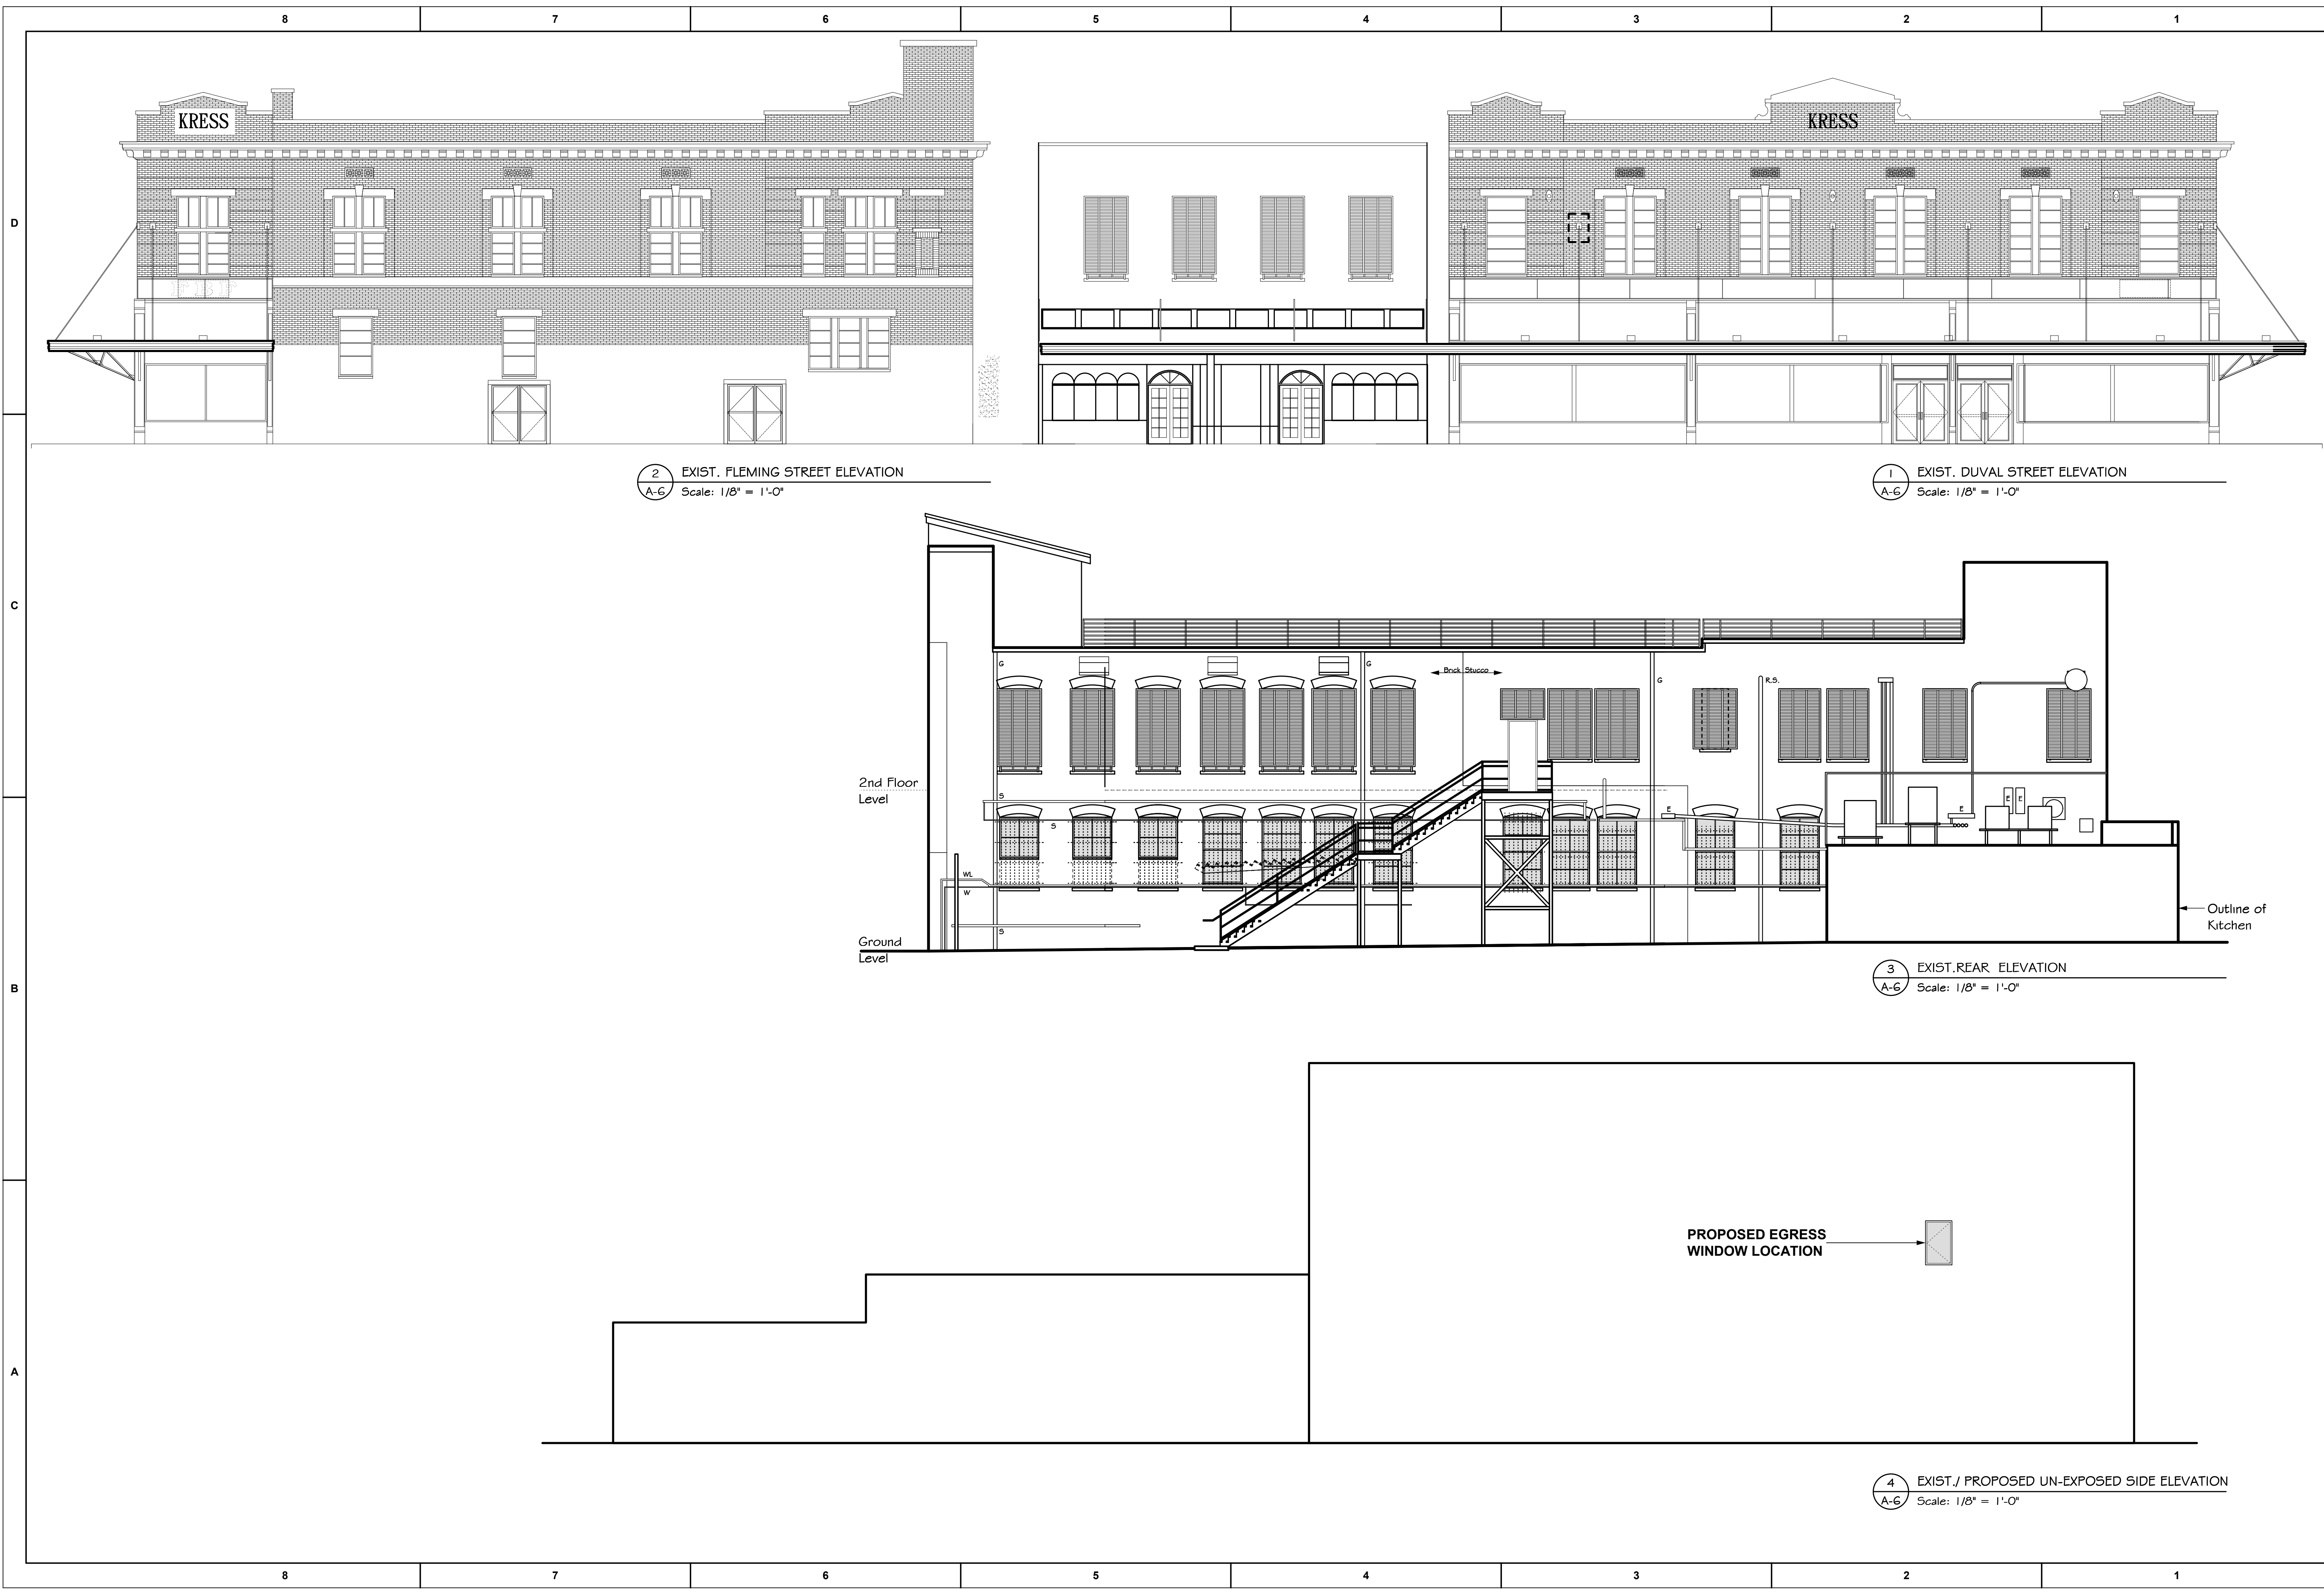 8 7 6 5 4 3 2 1
KRESS
KRESS
F B F
D
2 EXIST. FLEMING STREET ELEVATION
A-6 Scale: 1/8" = 1'-0"
1 EXIST. DUVAL STREET ELEVATION
A-6 Scale: 1/8" = 1'-0"
C
G
G
Brick Stucco
G
R.S.
2nd Floor
Level
S
S
E
E
E
E
WL
W
S
Ground
Level
Outline of
Kitchen
3 EXIST.REAR ELEVATION
A-6 Scale: 1/8" = 1'-0"
B
PROPOSED EGRESS
WINDOW LOCATION
A
4 EXIST./ PROPOSED UN-EXPOSED SIDE ELEVATION
A-6 Scale: 1/8" = 1'-0"
8 7 6 5 4 3 2 1